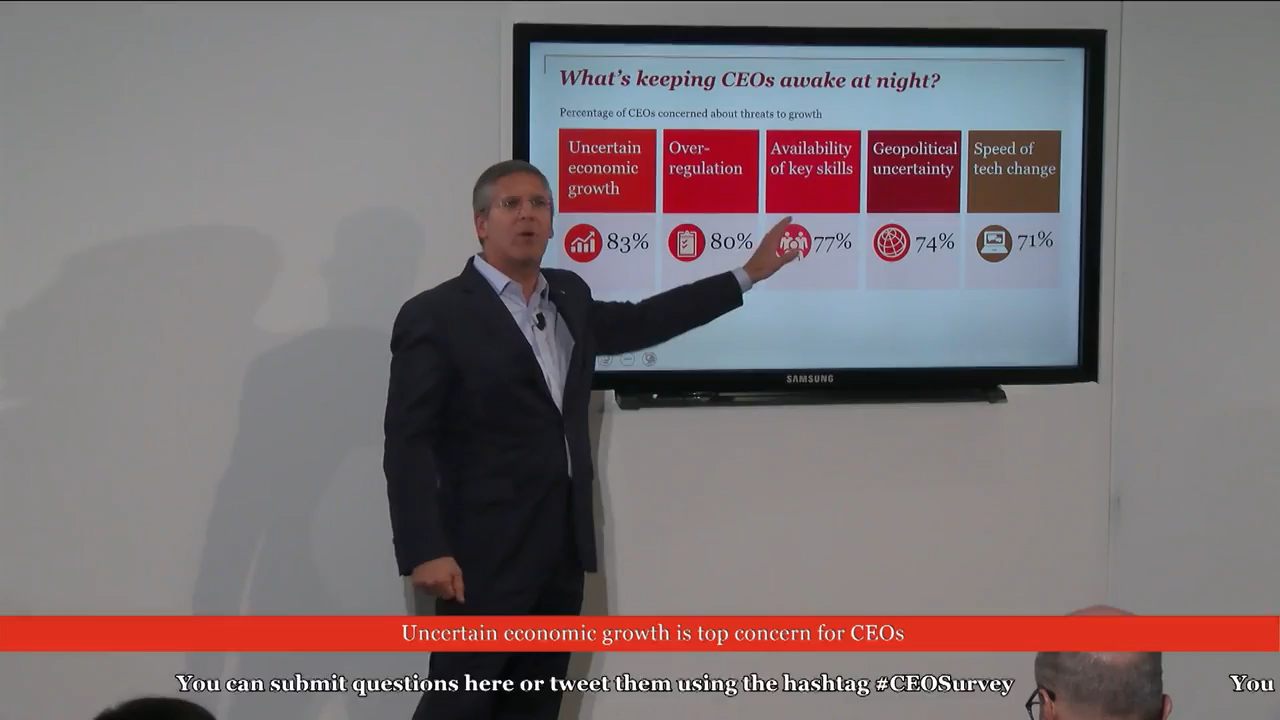 What's keeping CEOs awake at night?
Percentage of CEOs concerned about threats to growth
Uncertain
economic
growth
83%
Over-
regulation
80%
Availability
of key skills
77%
Geopolitical
uncertainty
74%
Speed of
tech change
71%
SAMSUNG
Uncertain economic growth is top concern for CEOs
You can submit questions here or tweet them using the hashtag #CEOSurvey
You